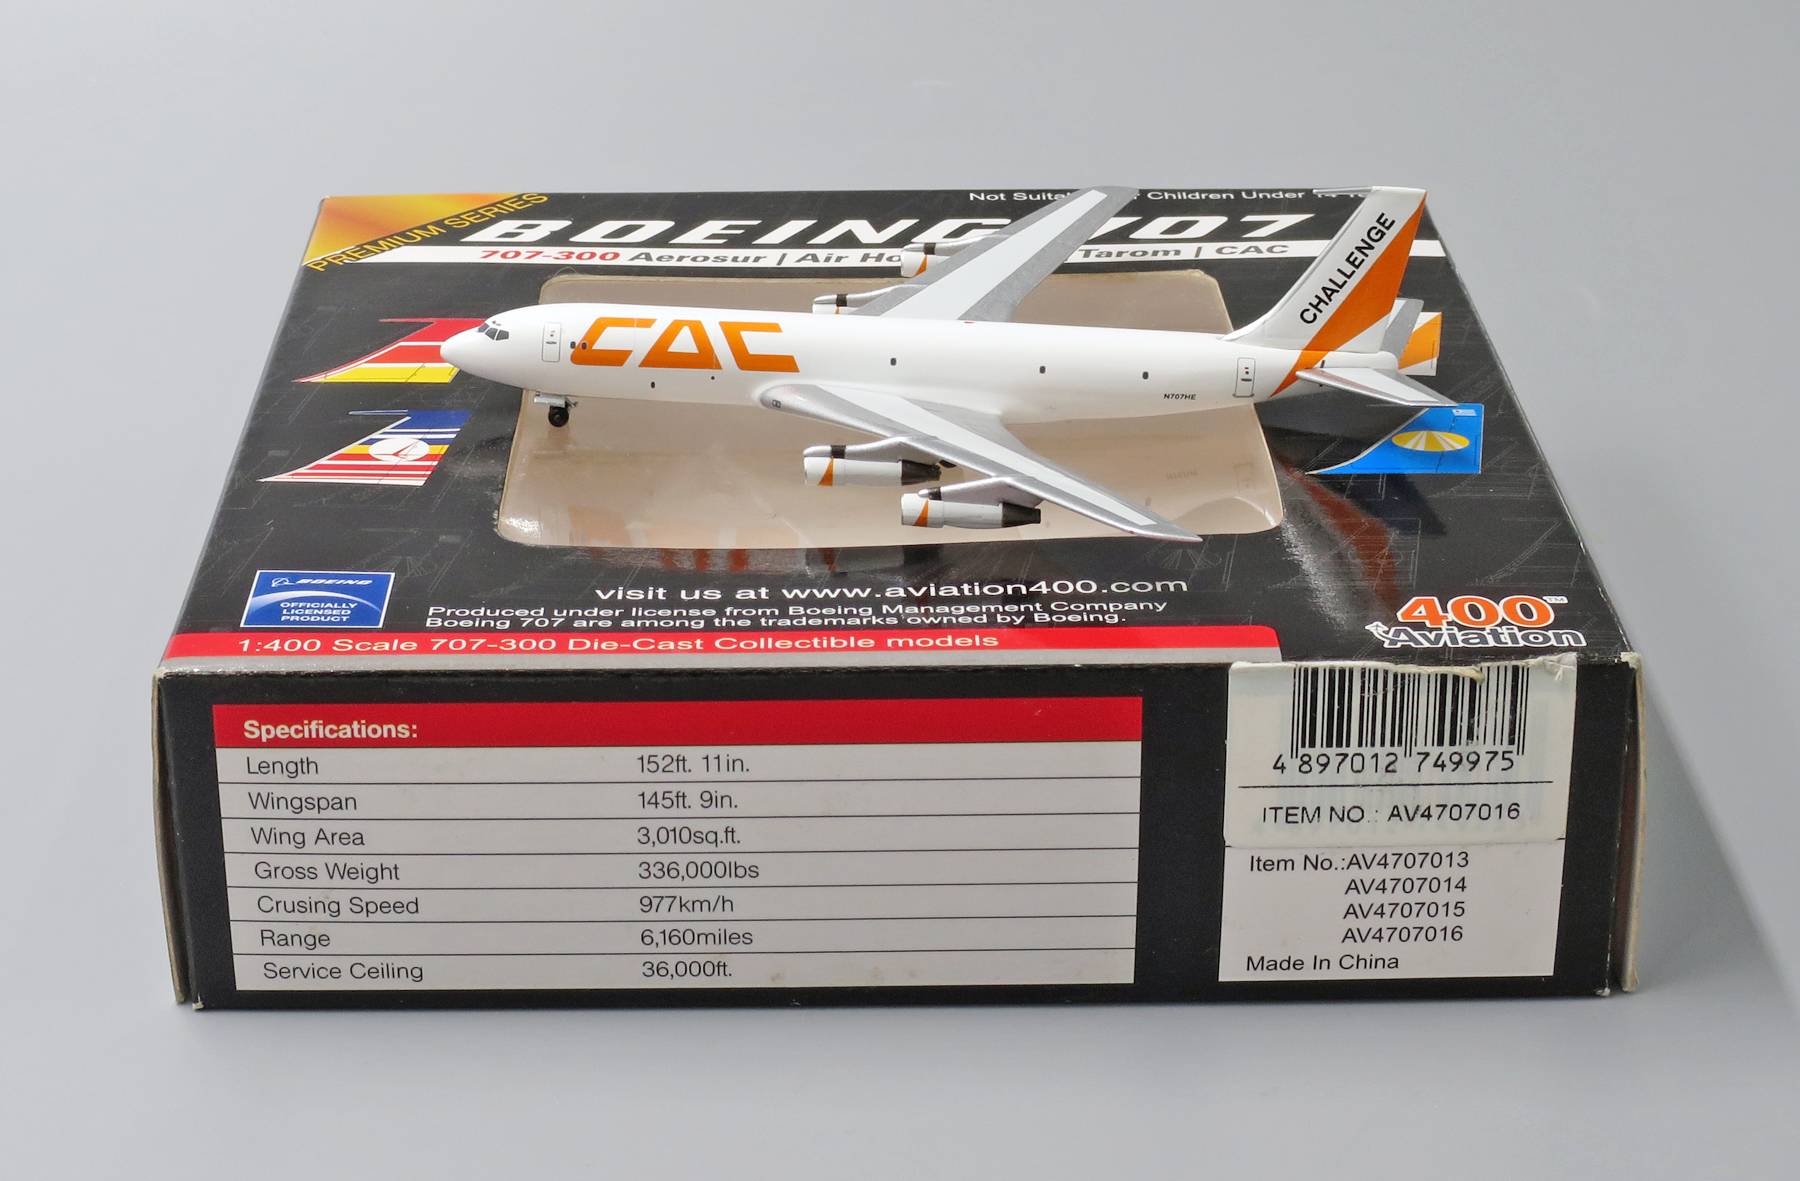 PREMIUM SERIES
Not Children Under
BOEING 707
707-300 Aerosur | Air Tarom | CAC
CHALLENGE
CAC
N707HE
BOEING
OFFICIALLY
LICENSED
PRODUCT
visit us at www.aviation400.com
Produced under license from Boeing Management Company
Boeing 707 are among the trademarks owned by Boeing.
400™
Aviation
1:400 Scale 707-300 Die-Cast Collectible models
Specifications:
Length 152ft. 11in.
Wingspan 145ft. 9in.
Wing Area 3,010sq.ft.
Gross Weight 336,000lbs
Crusing Speed 977km/h
Range 6,160miles
Service Ceiling 36,000ft.
4 897012 749975
ITEM NO.: AV4707016
Item No.:AV4707013
AV4707014
AV4707015
AV4707016
Made In China